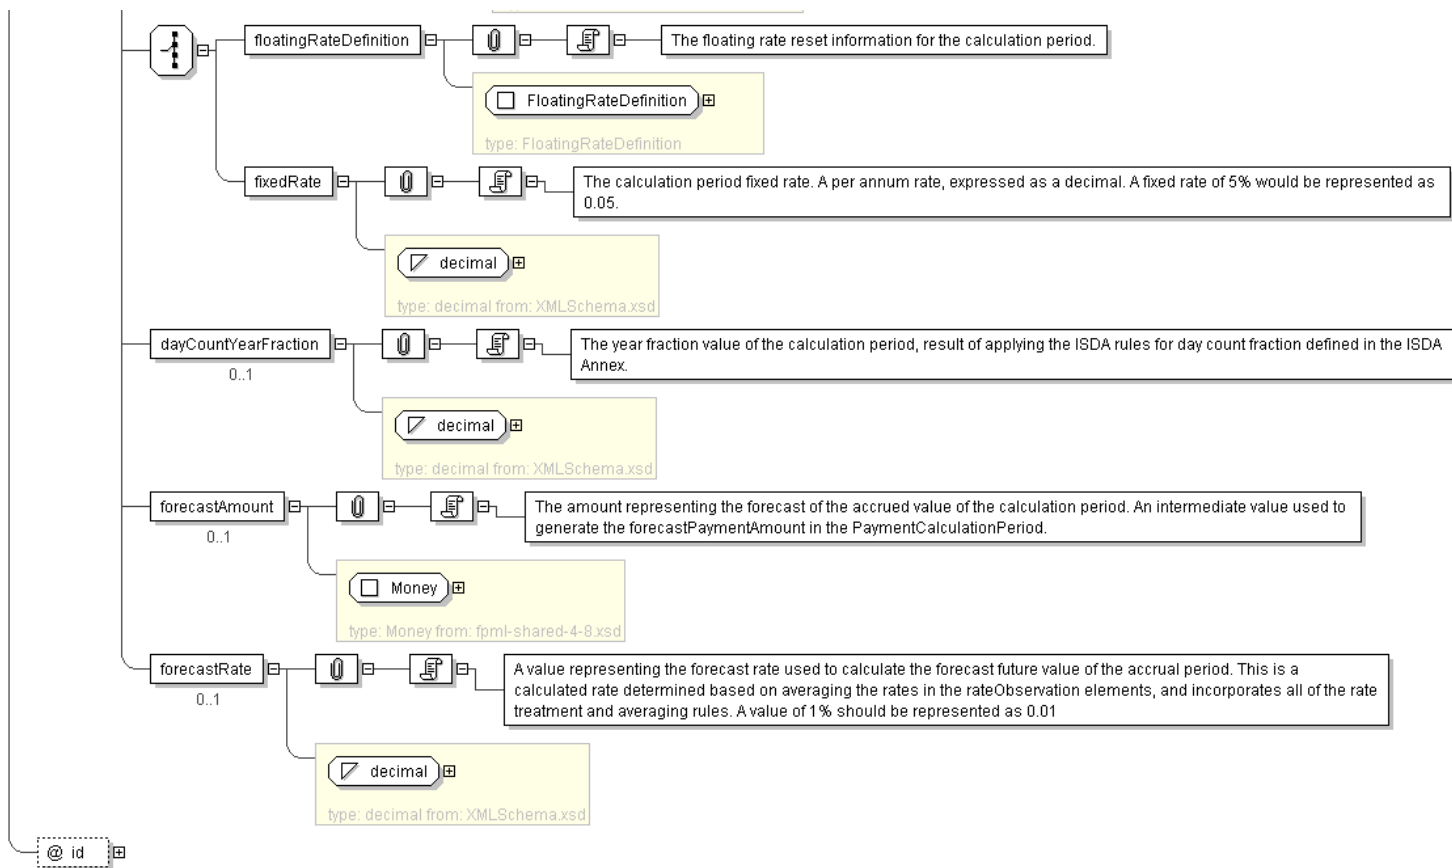 floatingRateDefinition
The floating rate reset information for the calculation period.
FloatingRateDefinition
type: FloatingRateDefinition
fixedRate
The calculation period fixed rate. A per annum rate, expressed as a decimal. A fixed rate of 5% would be represented as
0.05.
decimal
type: decimal from: XMLSchema.xsd
dayCountYearFraction
0..1
The year fraction value of the calculation period, result of applying the ISDA rules for day count fraction defined in the ISDA
Annex.
decimal
type: decimal from: XMLSchema.xsd
forecastAmount
0..1
The amount representing the forecast of the accrued value of the calculation period. An intermediate value used to
generate the forecastPaymentAmount in the PaymentCalculationPeriod.
Money
type: Money from: fpml-shared-4-8.xsd
forecastRate
0..1
A value representing the forecast rate used to calculate the forecast future value of the accrual period. This is a
calculated rate determined based on averaging the rates in the rateObservation elements, and incorporates all of the rate
treatment and averaging rules. A value of 1% should be represented as 0.01
decimal
type: decimal from: XMLSchema.xsd
@ id